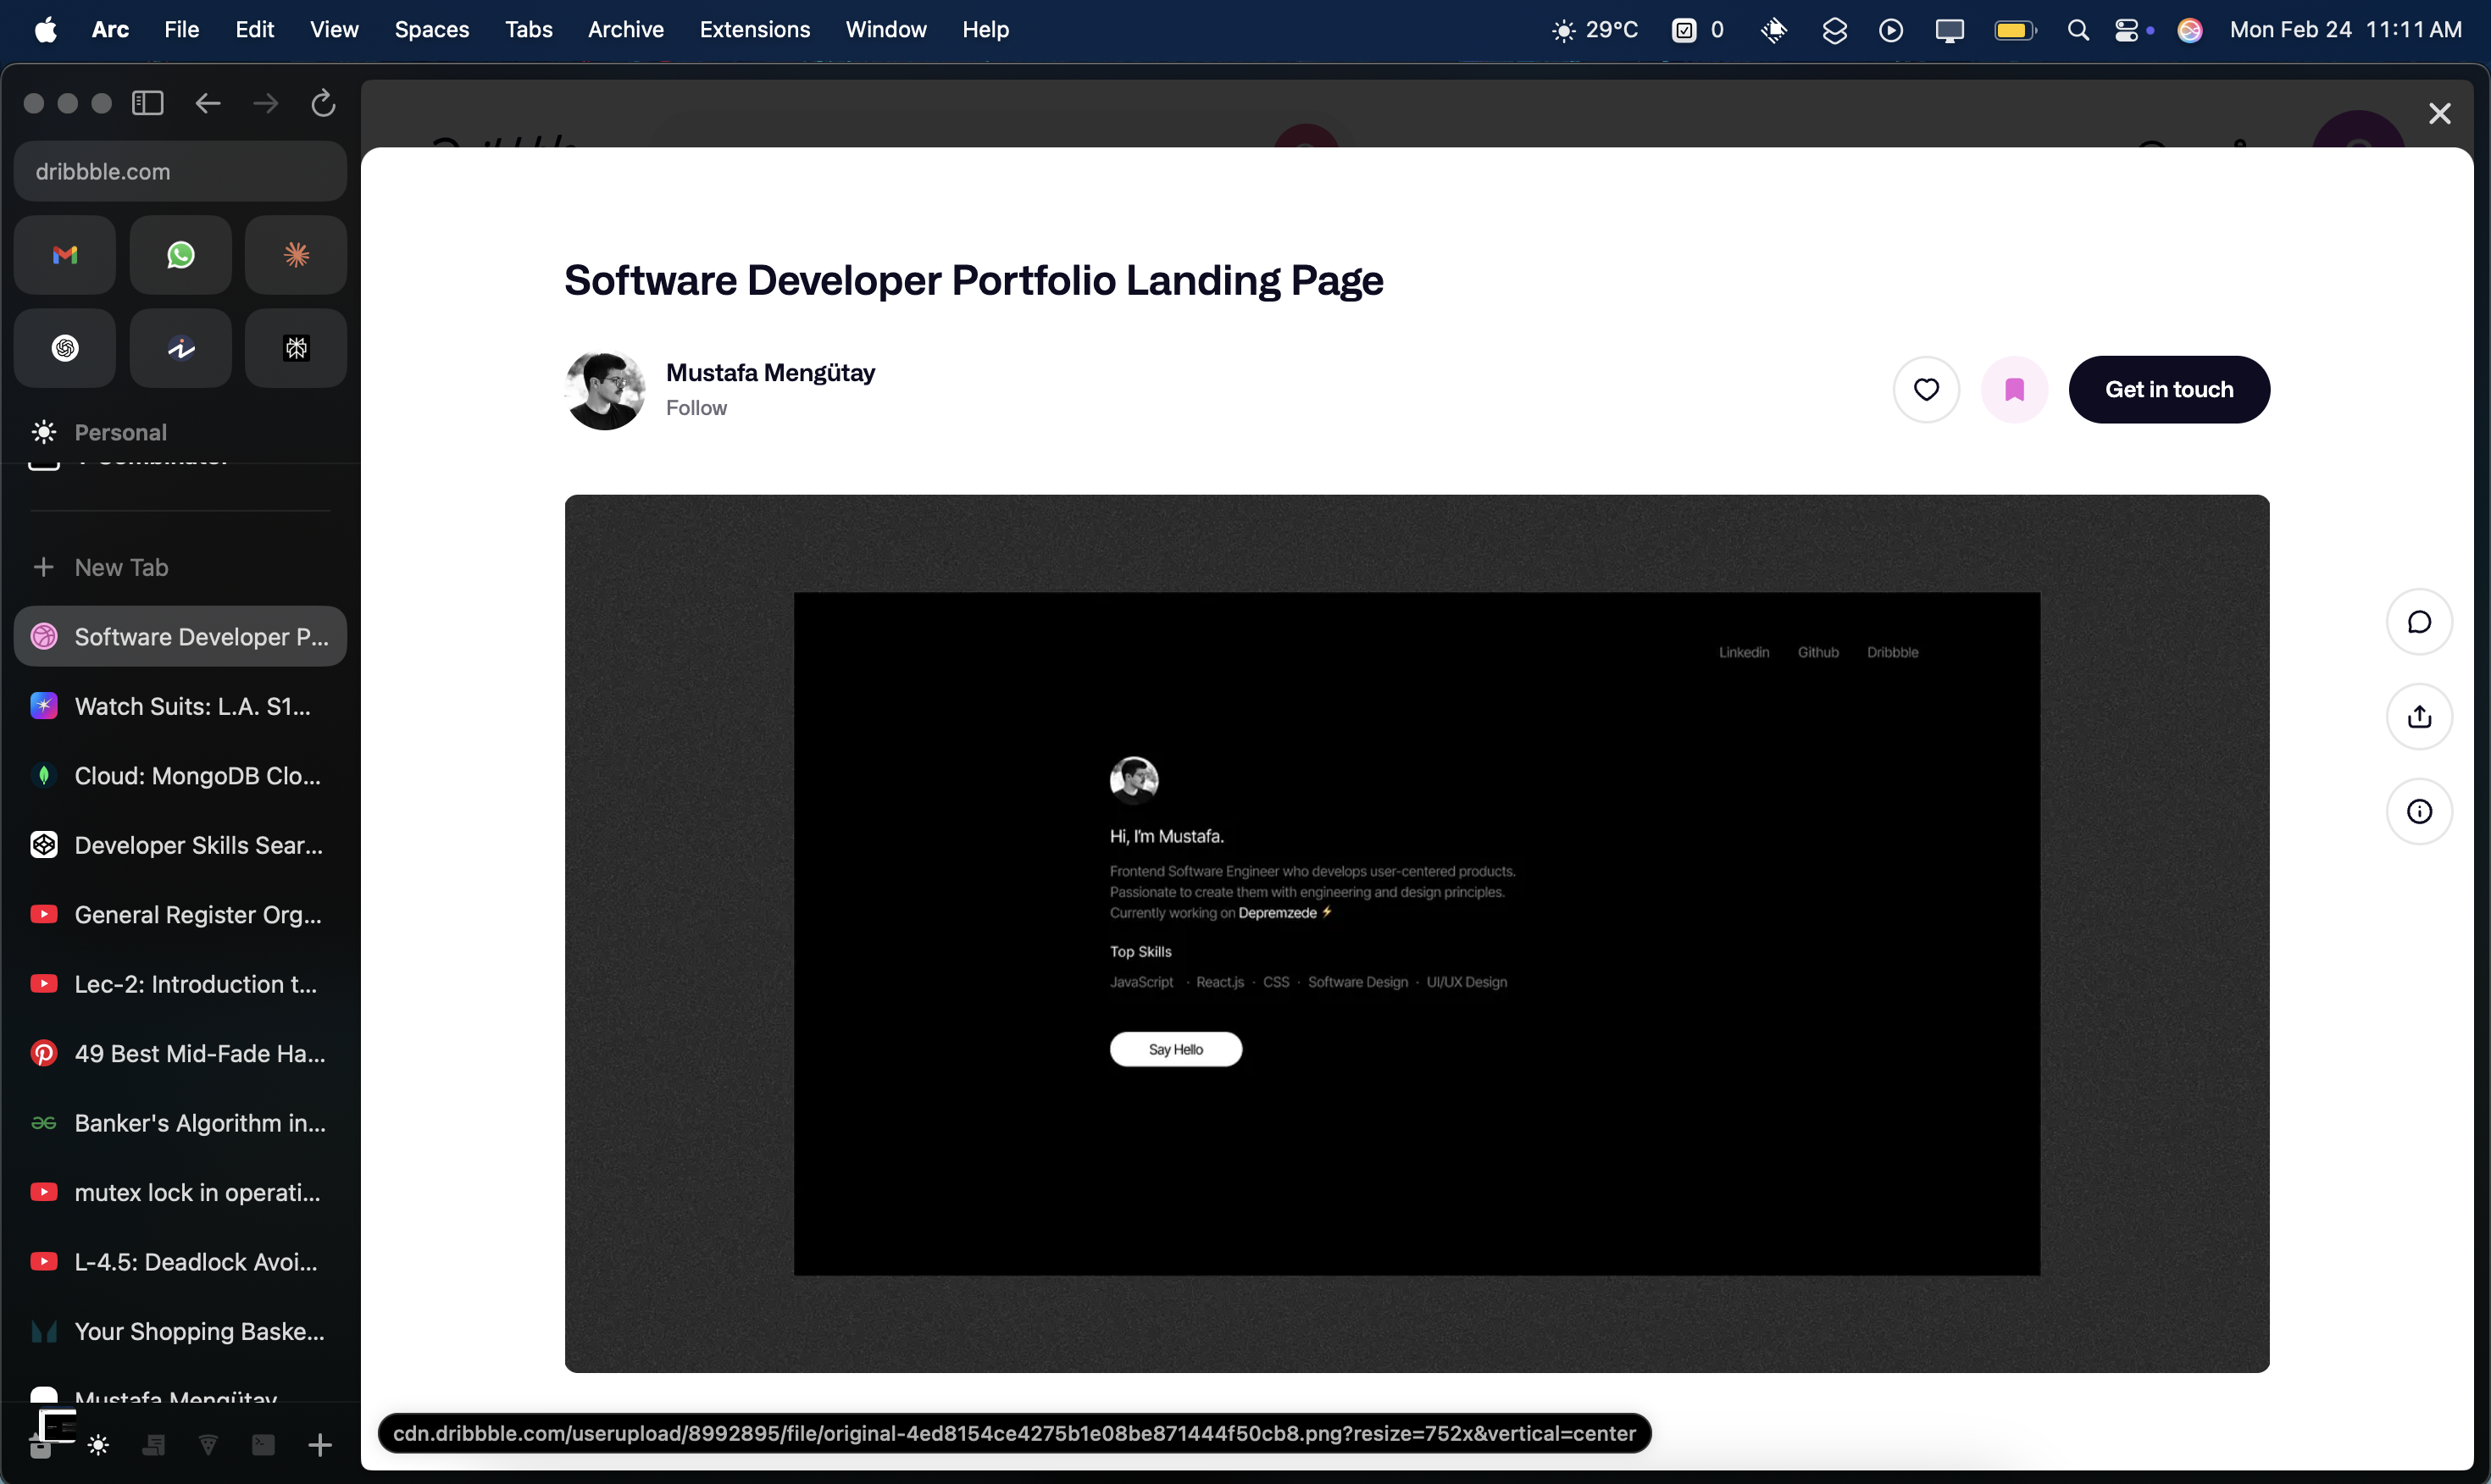 Arc File Edit View Spaces Tabs Archive Extensions Window Help 29°C 0 Mon Feb 24 11:11 AM
dribbble.com
Personal
New Tab
Software Developer P...
Watch Suits: L.A. S1...
Cloud: MongoDB Clo...
Developer Skills Sear...
General Register Org...
Lec-2: Introduction t...
49 Best Mid-Fade Ha...
Banker's Algorithm in...
mutex lock in operati...
L-4.5: Deadlock Avoi...
Your Shopping Baske...
Mustafa Mengütay
Software Developer Portfolio Landing Page
Mustafa Mengütay
Follow
Get in touch
Linkedin Github Dribbble
Hi, I'm Mustafa.
Frontend Software Engineer who develops user-centered products.
Passionate to create them with engineering and design principles.
Currently working on Depremzede ⚡
Top Skills
JavaScript · React.js · CSS · Software Design · UI/UX Design
Say Hello
cdn.dribbble.com/userupload/8992895/file/original-4ed8154ce4275b1e08be871444f50cb8.png?resize=752x&vertical=center